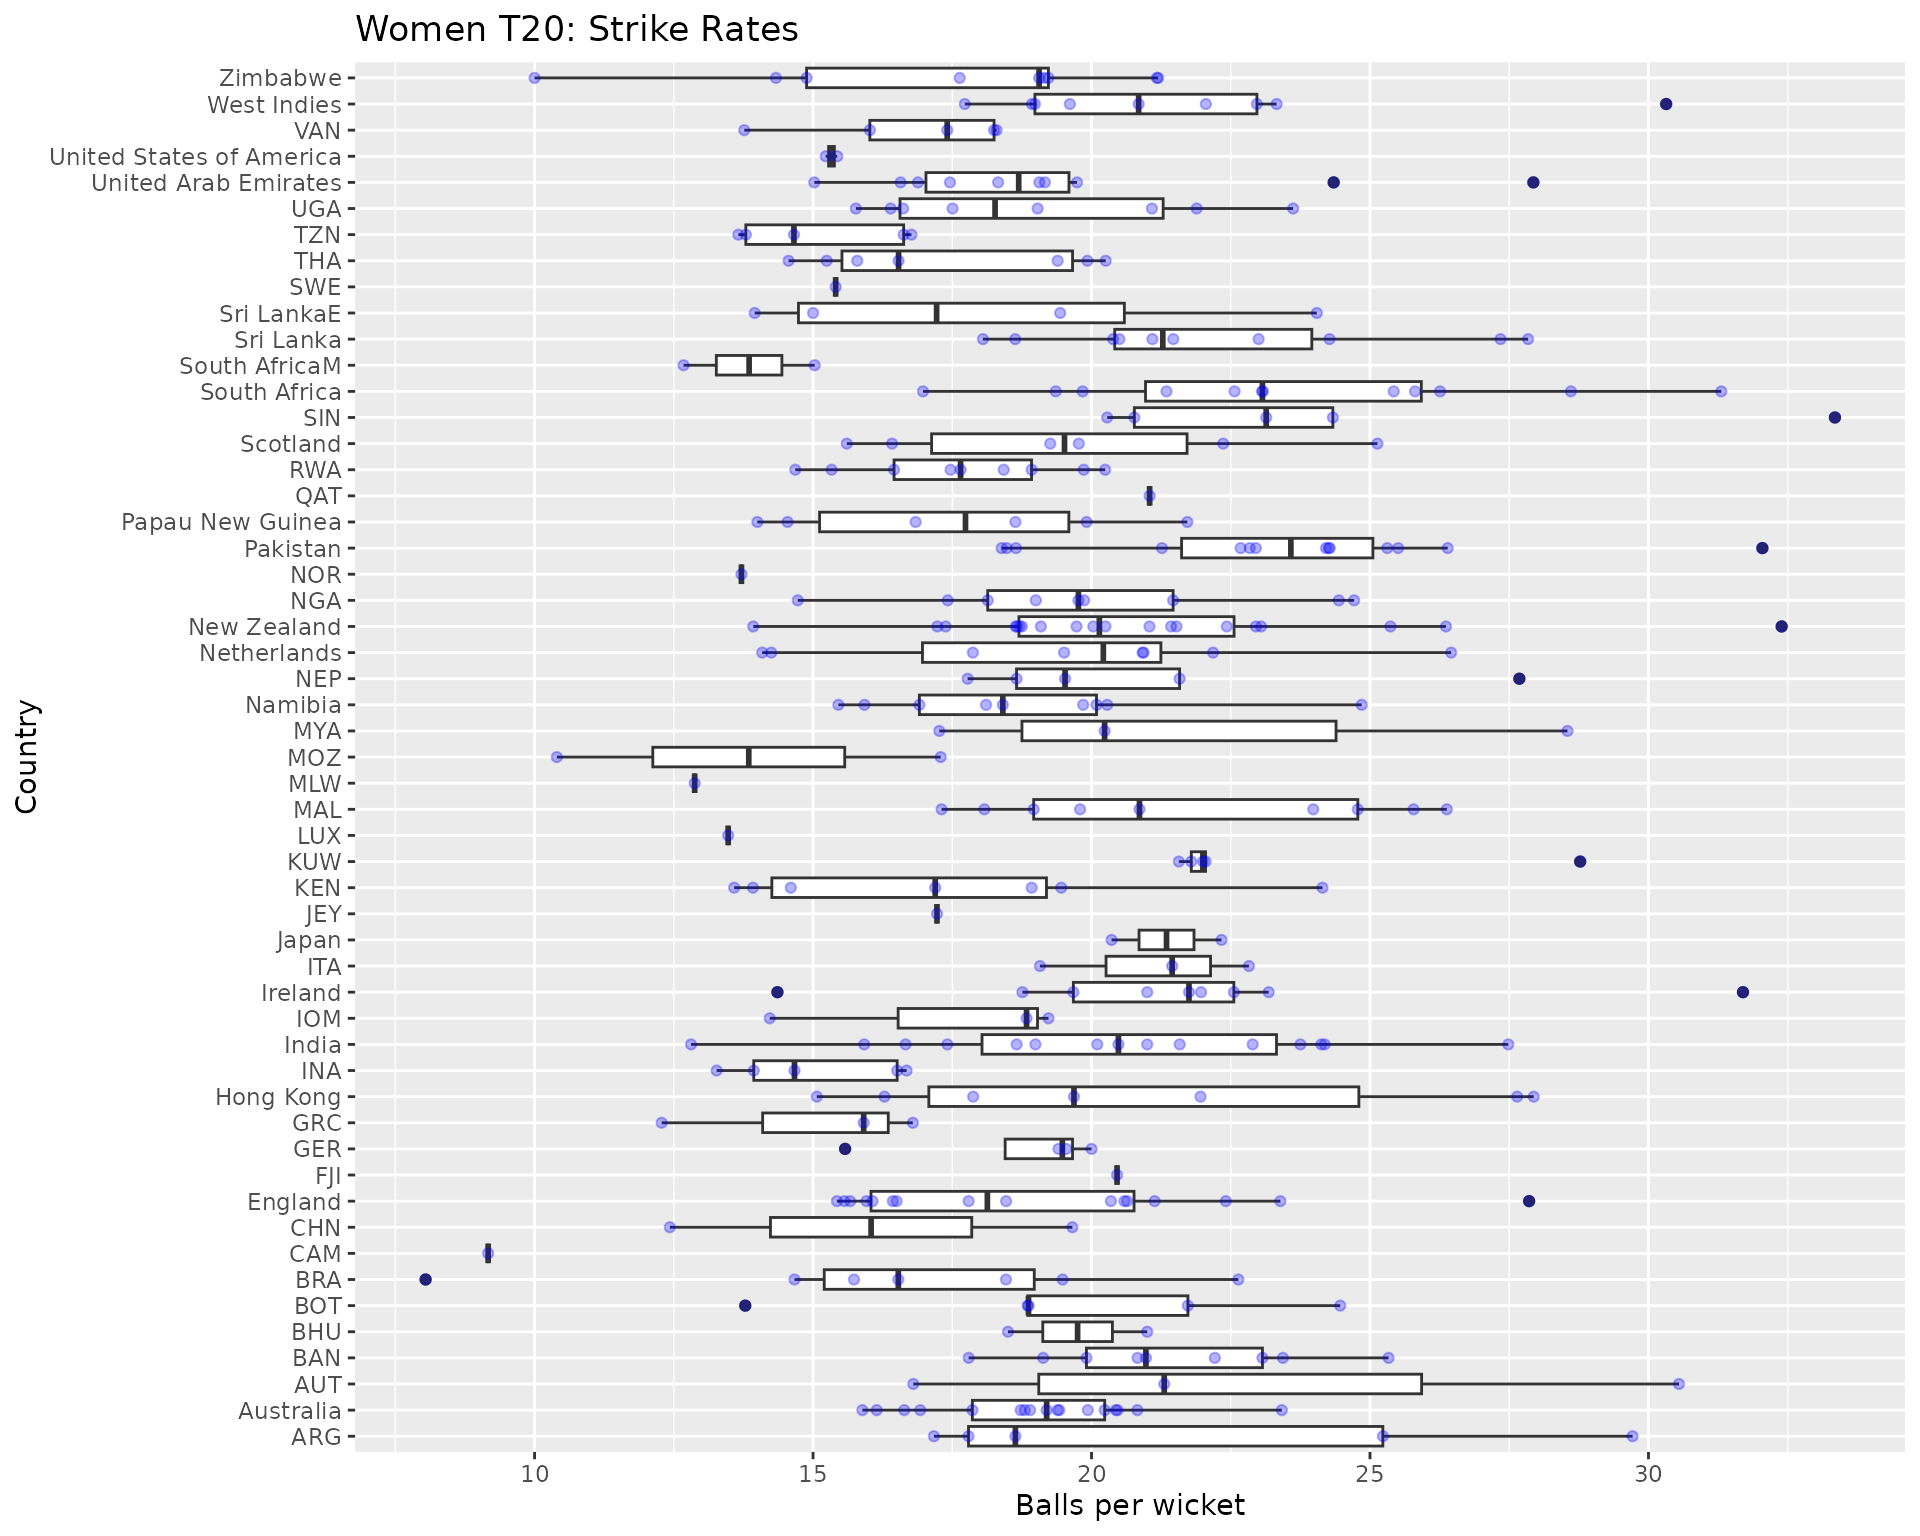 Women T20: Strike Rates
Zimbabwe
West Indies
VAN
United States of America
United Arab Emirates
UGA
TZN
THA
SWE
Sri LankaE
Sri Lanka
South AfricaM
South Africa
SIN
Scotland
RWA
QAT
Papau New Guinea
Pakistan
NOR
NGA
New Zealand
Netherlands
NEP
Namibia
MYA
MOZ
MLW
MAL
LUX
KUW
KEN
JEY
Japan
ITA
Ireland
IOM
India
INA
Hong Kong
GRC
GER
FJI
England
CHN
CAM
BRA
BOT
BHU
BAN
AUT
Australia
ARG
Country
10 15 20 25 30
Balls per wicket